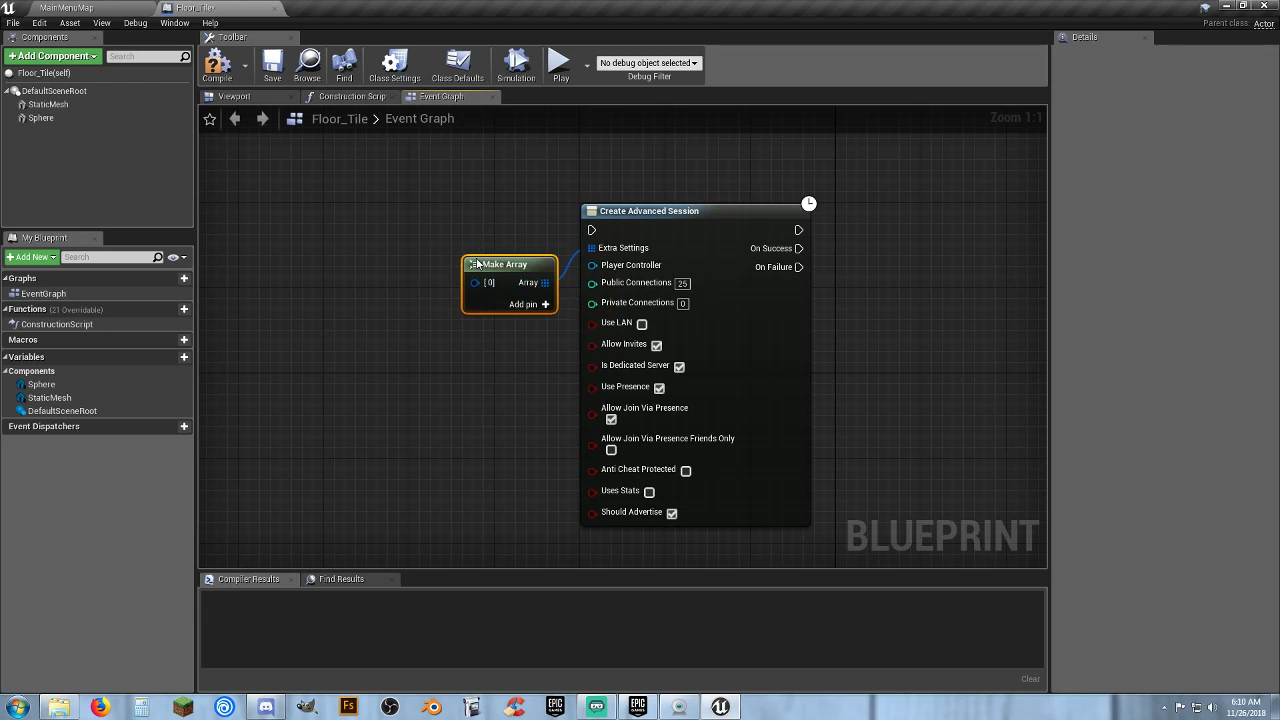 MainMenuMap
Floor_Tile*
File Edit Asset View Debug Window Help
Parent class: Actor
Components
+Add Component
Search
Floor_Tile(self)
DefaultSceneRoot
StaticMesh
Sphere
My Blueprint
+Add New
Search
Graphs
EventGraph
Functions (21 Overridable)
ConstructionScript
Macros
Variables
Components
Sphere
StaticMesh
DefaultSceneRoot
Event Dispatchers
Toolbar
Compile
Save
Browse
Find
Class Settings
Class Defaults
Simulation
Play
No debug object selected
Debug Filter
Viewport
Construction Scrip
Event Graph
Floor_Tile > Event Graph
Zoom 1:1
Make Array
[0]
Array
Add pin +
Create Advanced Session
Extra Settings
On Success
Player Controller
On Failure
Public Connections 25
Private Connections 0
Use LAN
Allow Invites
Is Dedicated Server
Use Presence
Allow Join Via Presence
Allow Join Via Presence Friends Only
Anti Cheat Protected
Uses Stats
Should Advertise
BLUEPRINT
Compiler Results
Find Results
Clear
Details
Fs
EPIC GAMES
EPIC GAMES
6:10 AM
11/26/2018